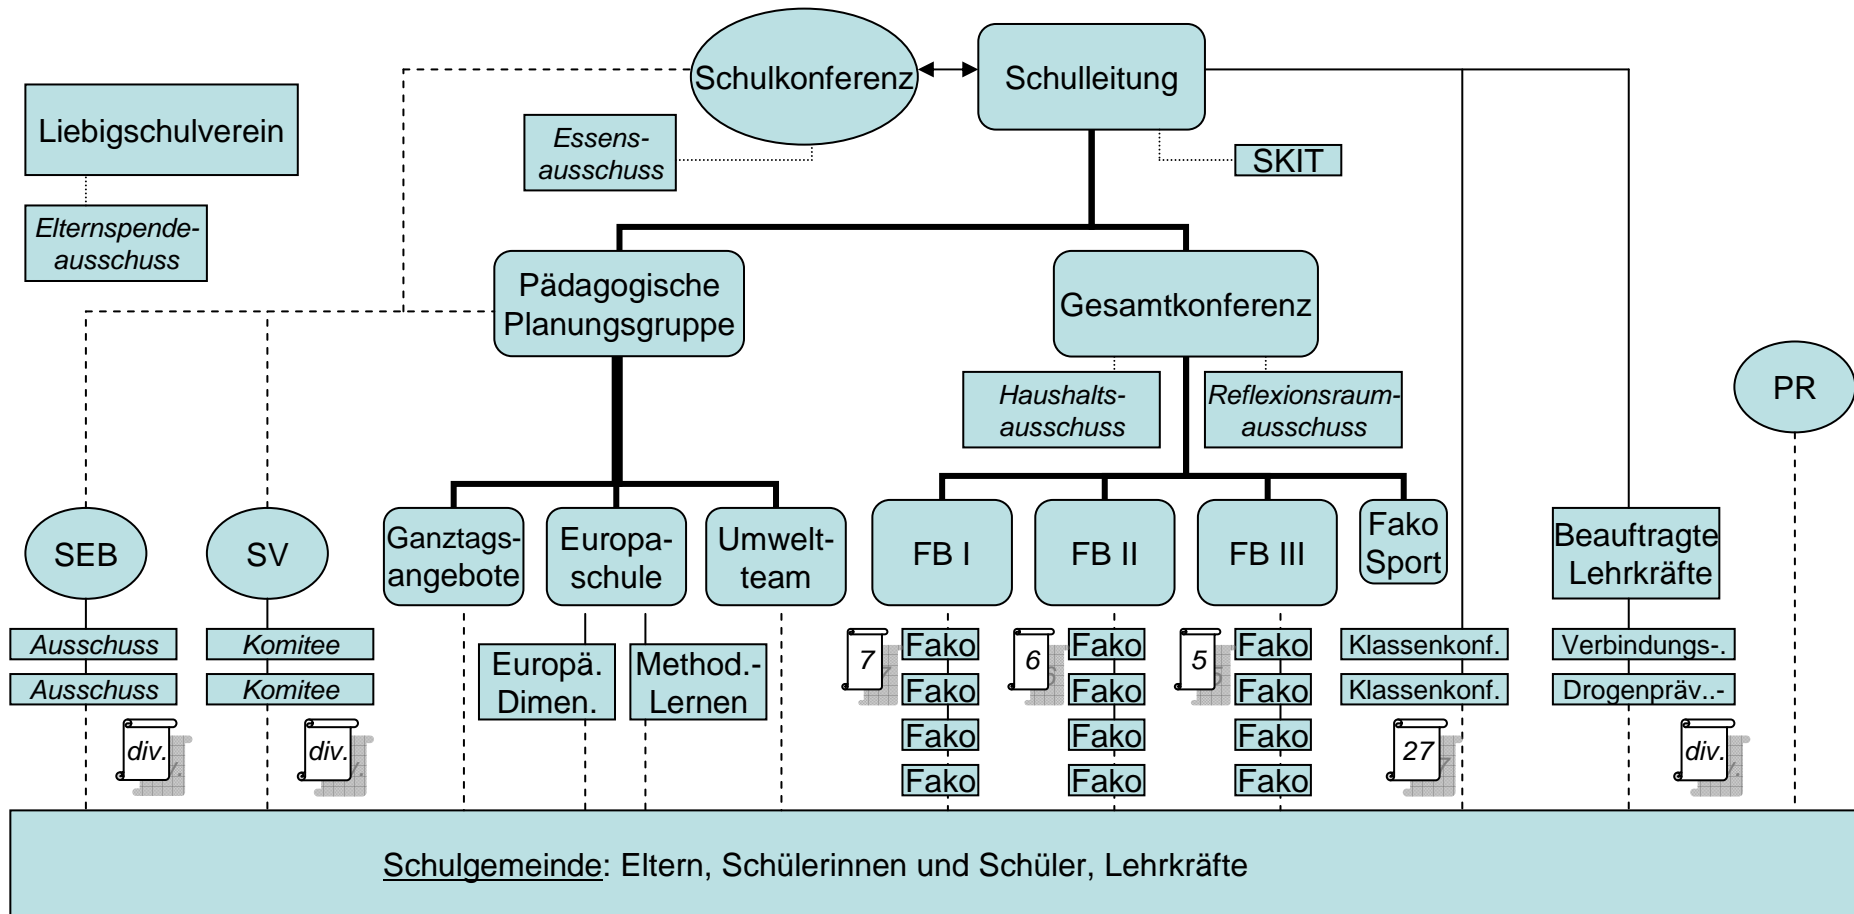 Schulkonferenz
Schulleitung
Liebigschulverein
Essens-
ausschuss
SKIT
Elternspende-
ausschuss
Pädagogische
Planungsgruppe
Gesamtkonferenz
Haushalts-
ausschuss
Reflexionsraum-
ausschuss
PR
SEB
SV
Ganztags-
angebote
Europa-
schule
Umwelt-
team
FB I
FB II
FB III
Fako
Sport
Beauftragte
Lehrkräfte
Ausschuss
Ausschuss
div.
Komitee
Komitee
div.
Europä.
Dimen.
Method.-
Lernen
7
Fako
Fako
Fako
Fako
6
Fako
Fako
Fako
Fako
5
Fako
Fako
Fako
Fako
Klassenkonf.
Klassenkonf.
27
Verbindungs-.
Drogenpräv..-
div.
Schulgemeinde: Eltern, Schülerinnen und Schüler, Lehrkräfte